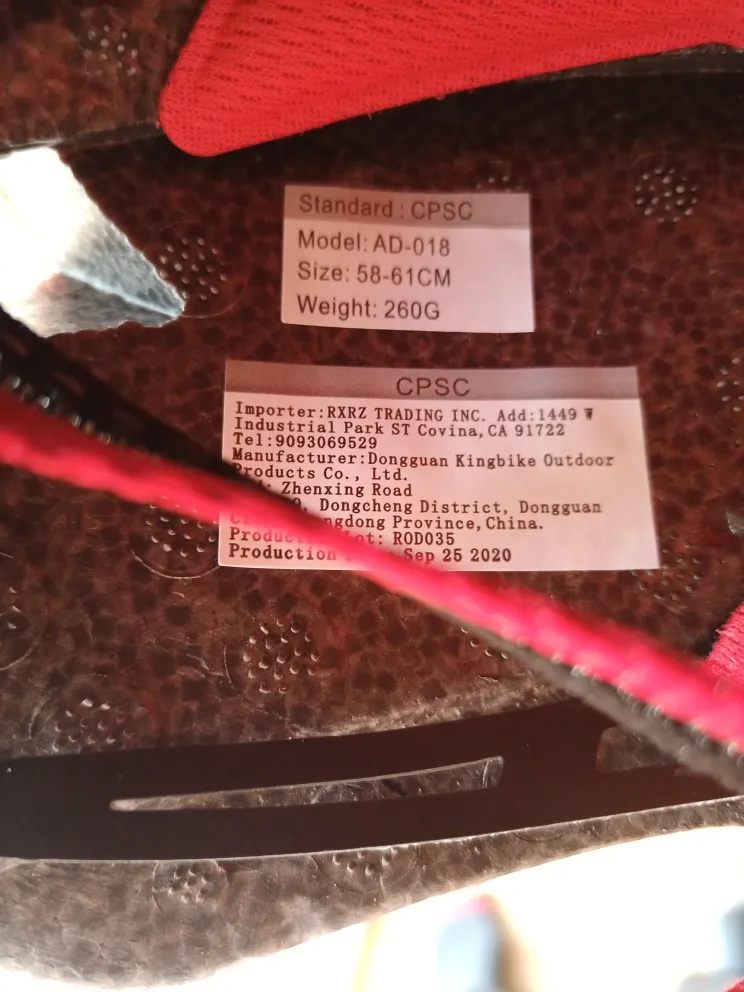 Standard : CPSC
Model: AD-018
Size: 58-61CM
Weight: 260G
CPSC
Importer:RXRZ TRADING INC. Add:1449 W
Industrial Park ST Covina,CA 91722
Tel:9093069529
Manufacturer:Dongguan Kingbike Outdoor
Products Co., Ltd.
Zhenxing Road
Dongcheng District, Dongguan
Province,China.
Lot: ROD035
Production Sep 25 2020